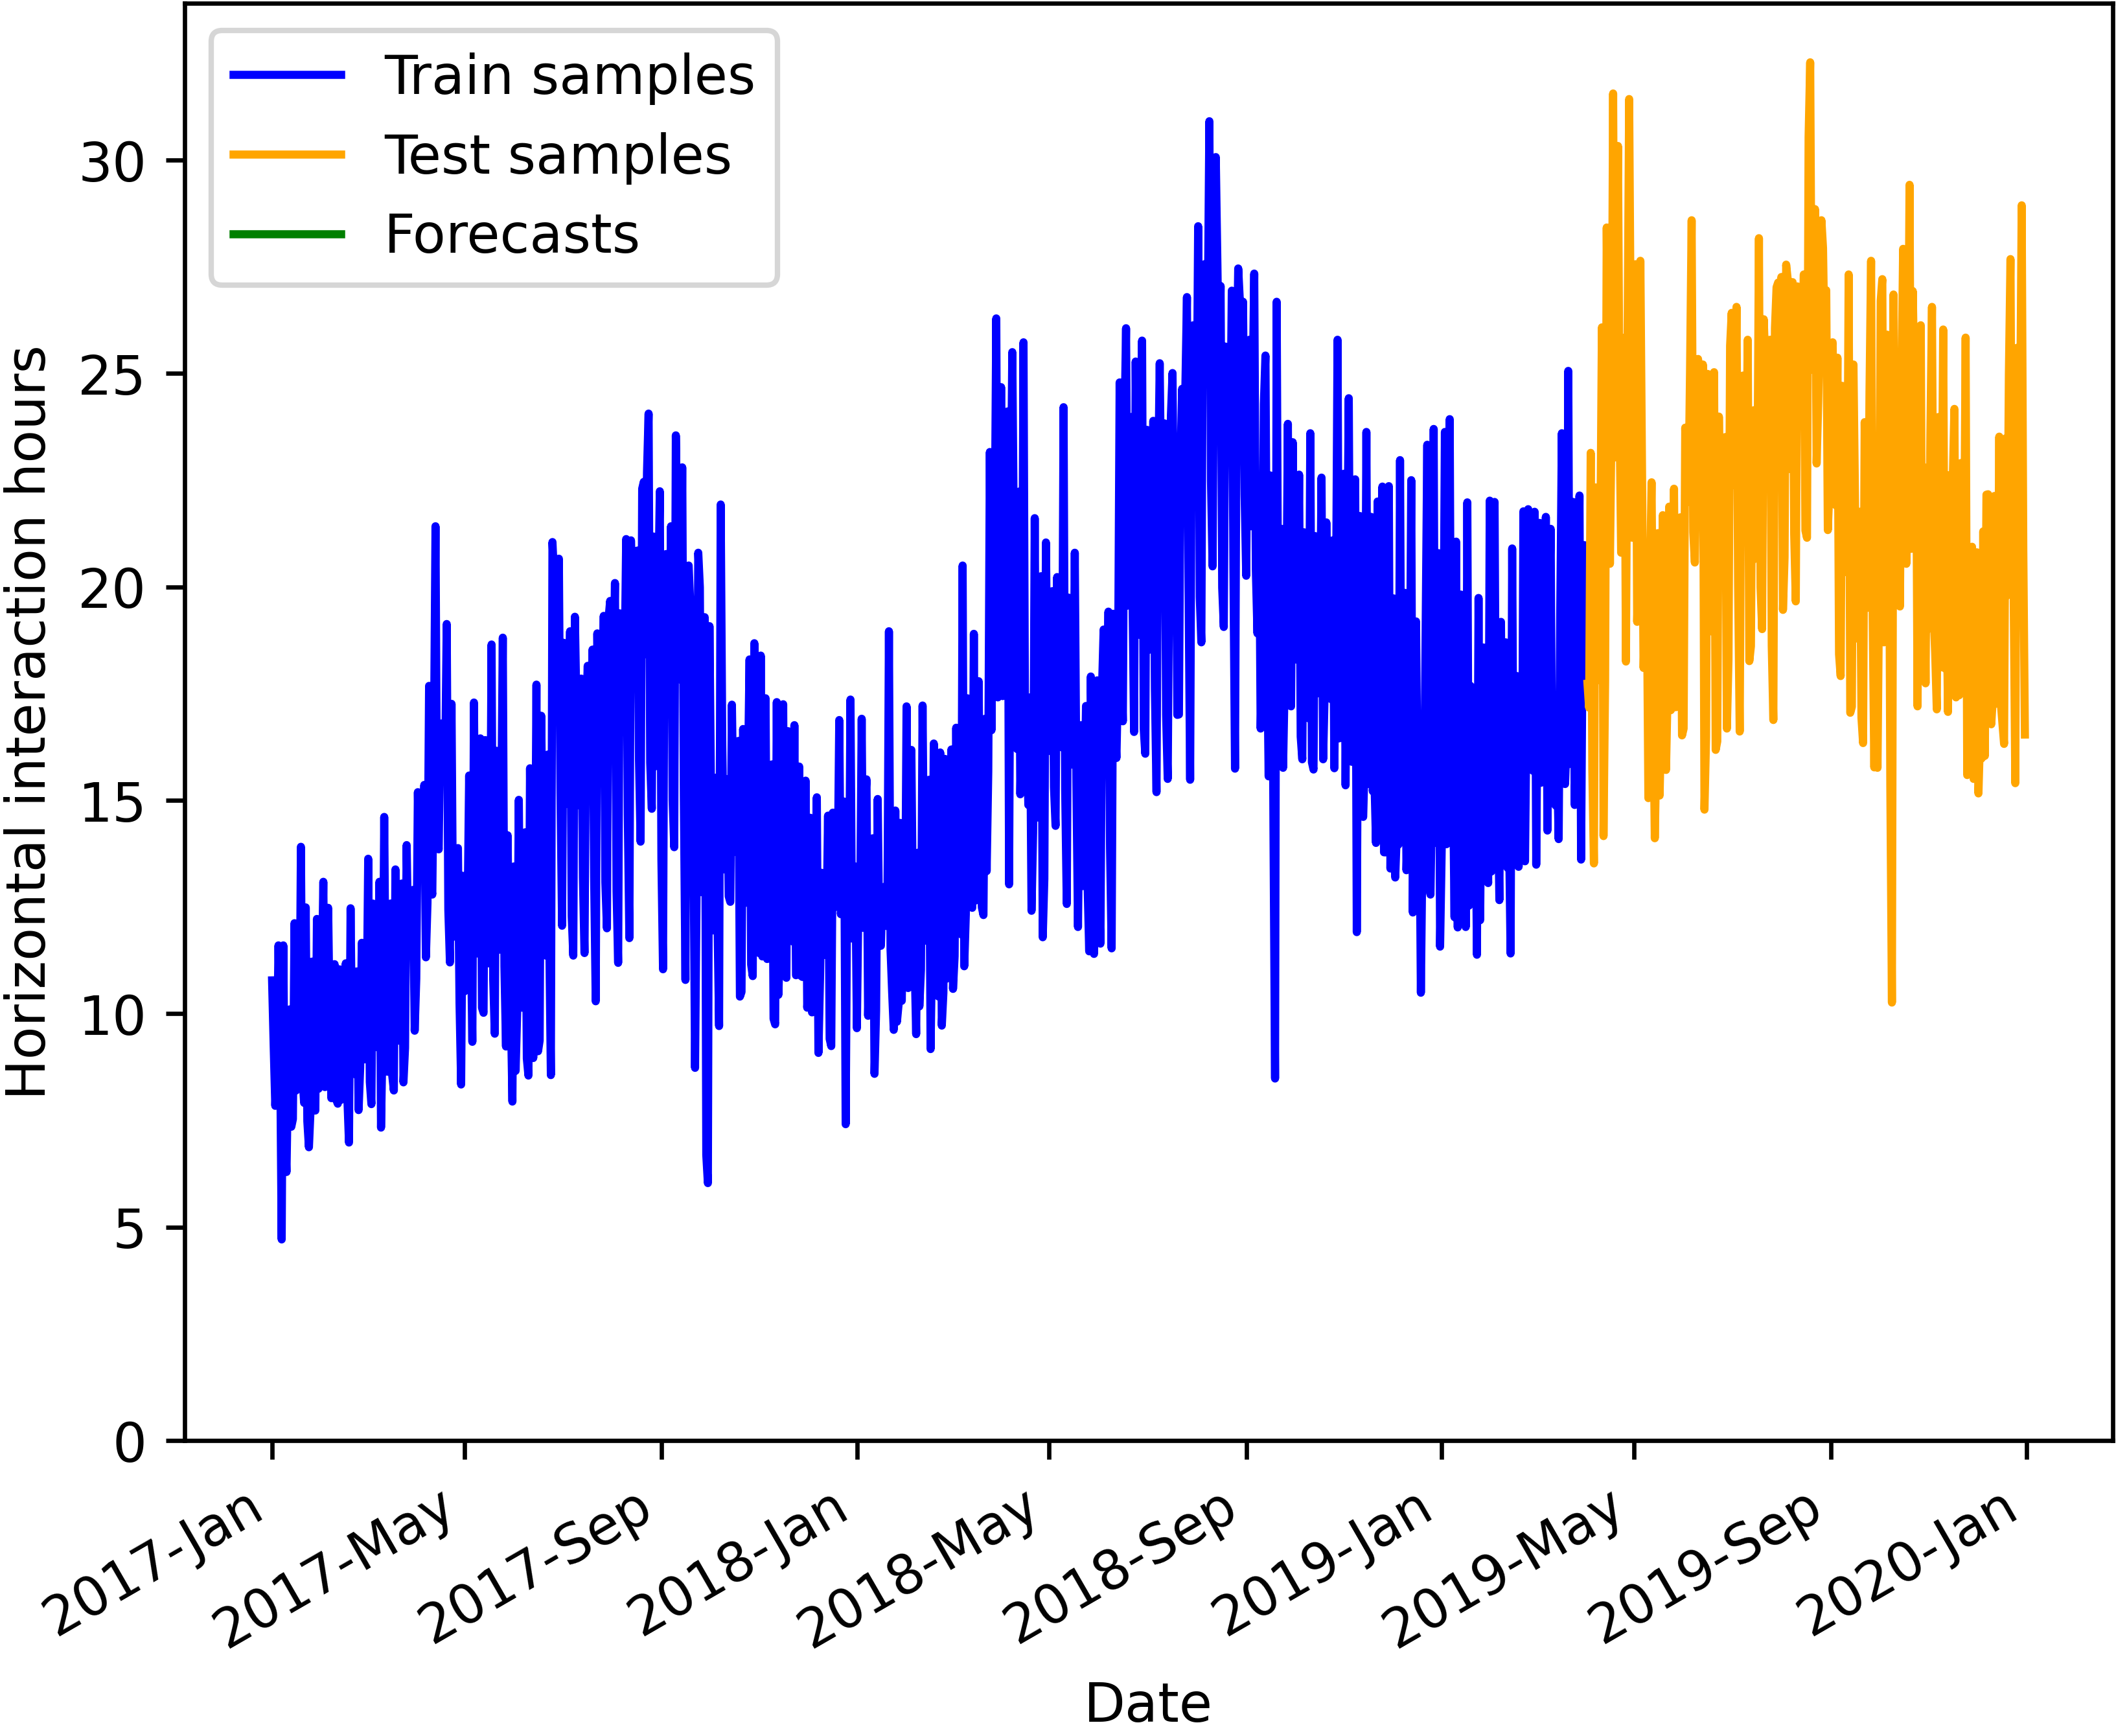 Train samples
Test samples
Forecasts
Horizontal interaction hours
30
25
20
15
10
5
0
2017-Jan
2017-May
2017-Sep
2018-Jan
2018-May
2018-Sep
2019-Jan
2019-May
2019-Sep
2020-Jan
Date